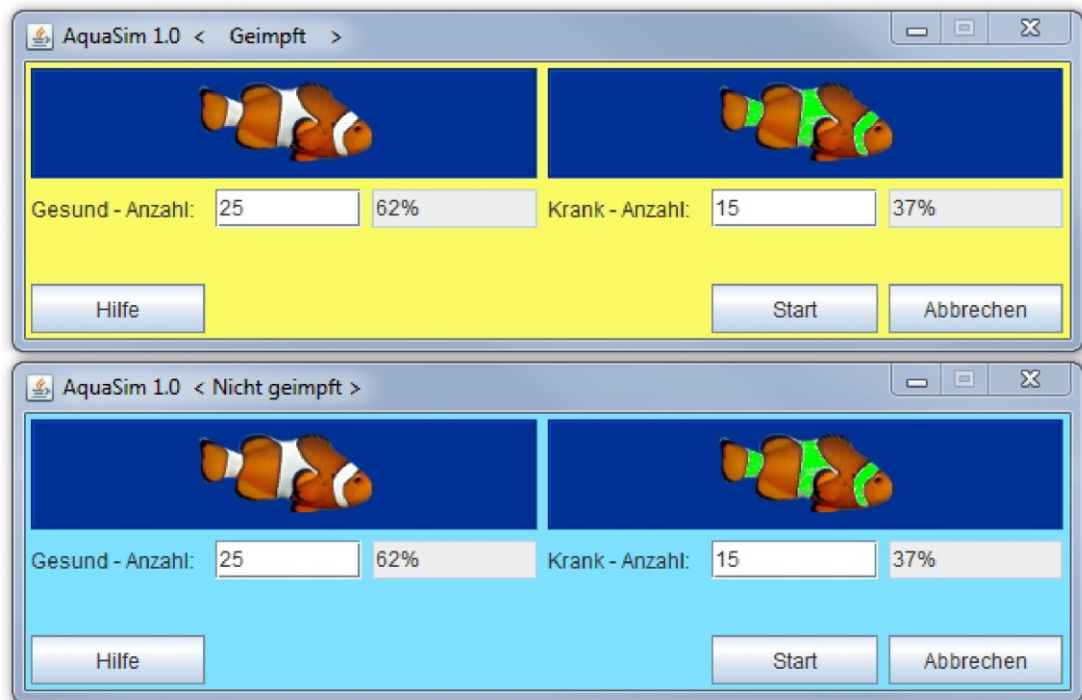 AquaSim 1.0 < Geimpft >
Gesund - Anzahl: 25 62% Krank - Anzahl: 15 37%
Hilfe Start Abbrechen
AquaSim 1.0 < Nicht geimpft >
Gesund - Anzahl: 25 62% Krank - Anzahl: 15 37%
Hilfe Start Abbrechen